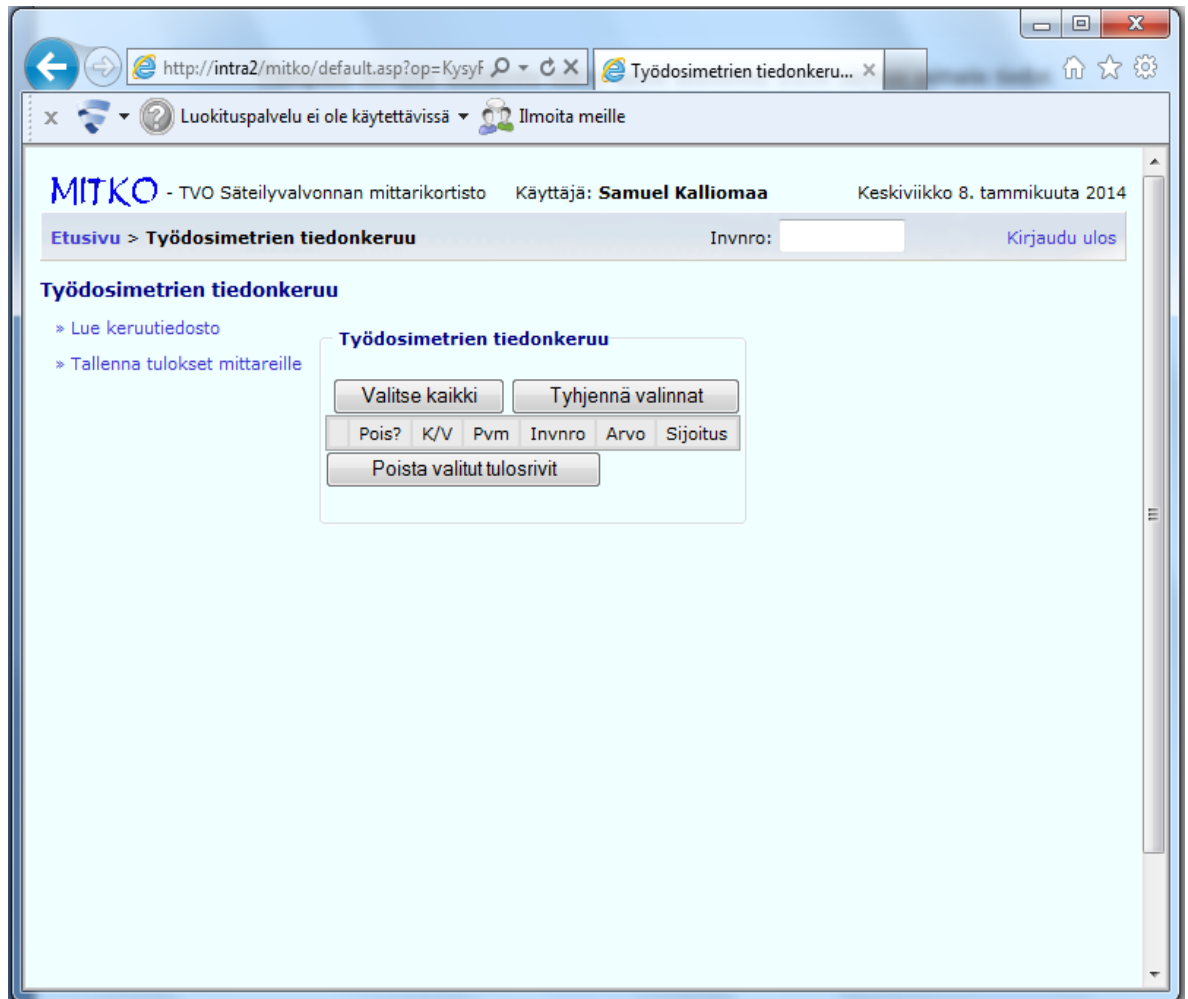 http://intra2/mitko/default.asp?op=KysyF
Työdosimetrien tiedonkeru...
Luokituspalvelu ei ole käytettävissä
Ilmoita meille
MITKO - TVO Säteilyvalvonnan mittarikortisto Käyttäjä: Samuel Kalliomaa Keskiviikko 8. tammikuuta 2014
Etusivu > Työdosimetrien tiedonkeruu Invnro: Kirjaudu ulos
Työdosimetrien tiedonkeruu
» Lue keruutiedosto
» Tallenna tulokset mittareille
Työdosimetrien tiedonkeruu
Valitse kaikki Tyhjennä valinnat
Pois? K/V Pvm Invnro Arvo Sijoitus
Poista valitut tulosrivit